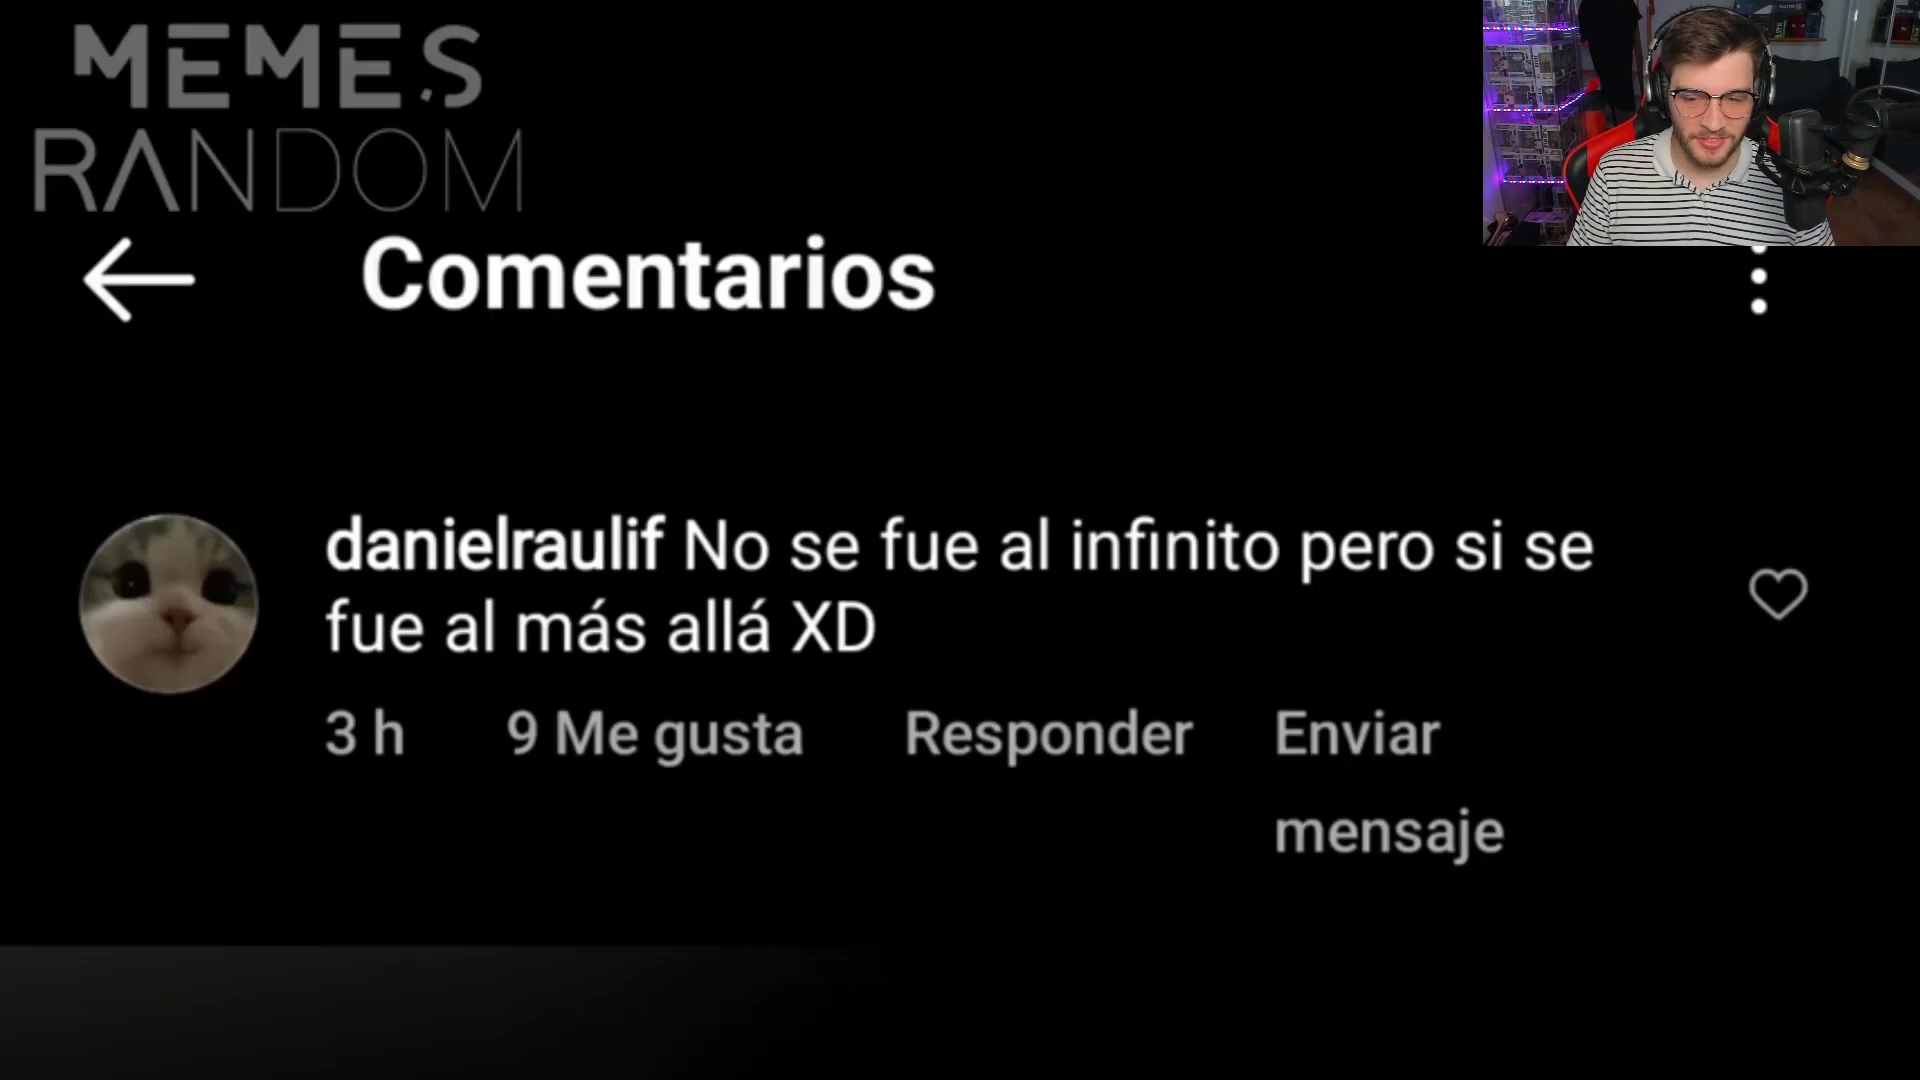 MEMES
RANDOM
Comentarios
danielraulif No se fue al infinito pero si se
fue al más allá XD
3 h 9 Me gusta Responder Enviar
mensaje